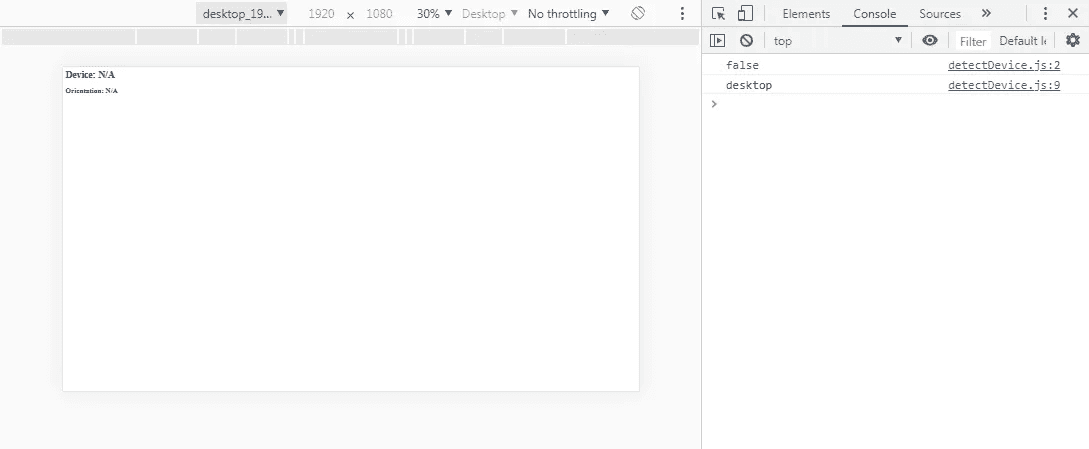 desktop_19... ▼ 1920 × 1080 30% ▼ Desktop ▼ No throttling ▼
Device: N/A
Orientation: N/A
Elements Console Sources »
top ▼ Filter Default le
false detectDevice.js:2
desktop detectDevice.js:9
>